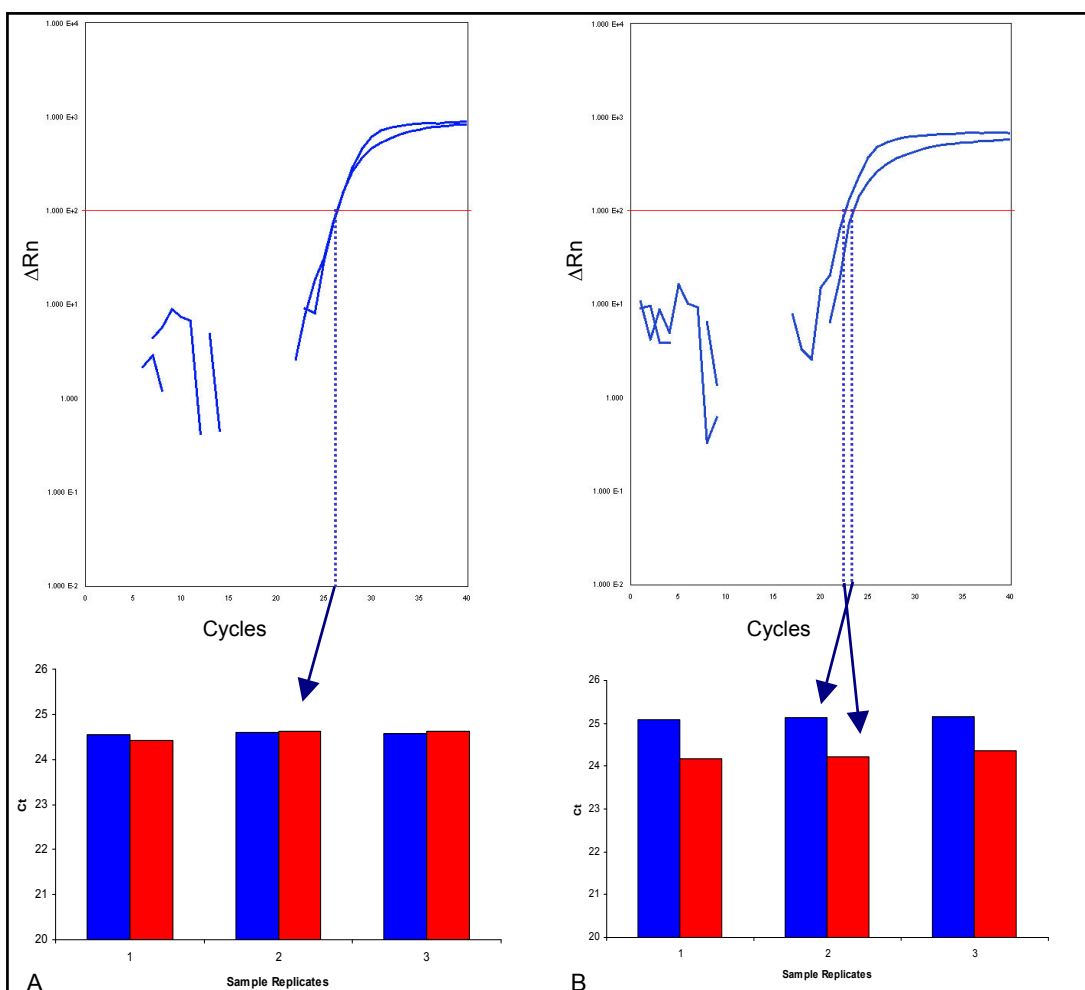 1.000 E+4
1.000 E+3
1.000 E+2
1.000 E+1
1.000
1.000 E-1
1.000 E-2
ΔRn
0 5 10 15 20 25 30 35 40
Cycles
1.000 E+4
1.000 E+3
1.000 E+2
1.000 E+1
1.000
1.000 E-1
1.000 E-2
ΔRn
0 5 10 15 20 25 30 35 40
Cycles
26
25
24
23
22
21
20
Ct
1 2 3
Sample Replicates
A
26
25
24
23
22
21
20
Ct
1 2 3
Sample Replicates
B